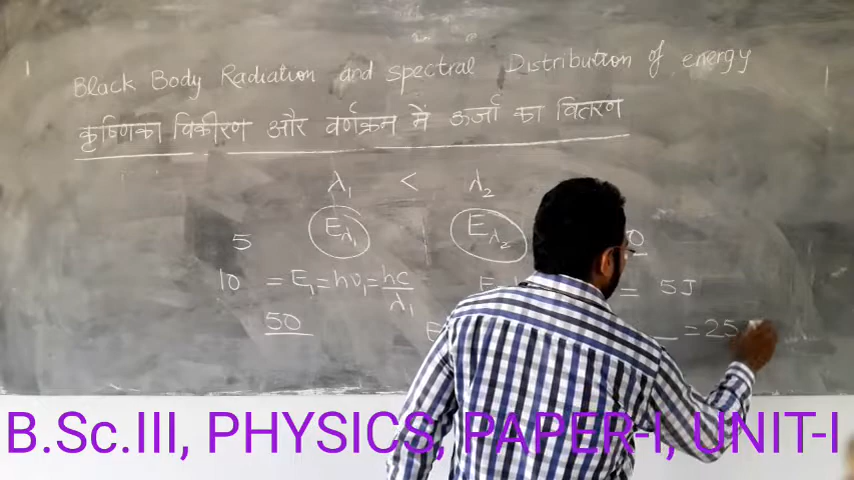 Black Body Radiation and spectral Distribution of energy
कृष्णिका विकीरण और वर्णक्रम में ऊर्जा का वितरण
λ₁ < λ₂
5 Eλ₁ Eλ₂
10 = E₁ = hν₁ = hc/λ₁ = 5J
50 = 25
B.Sc.III, PHYSICS, PAPER-I, UNIT-I